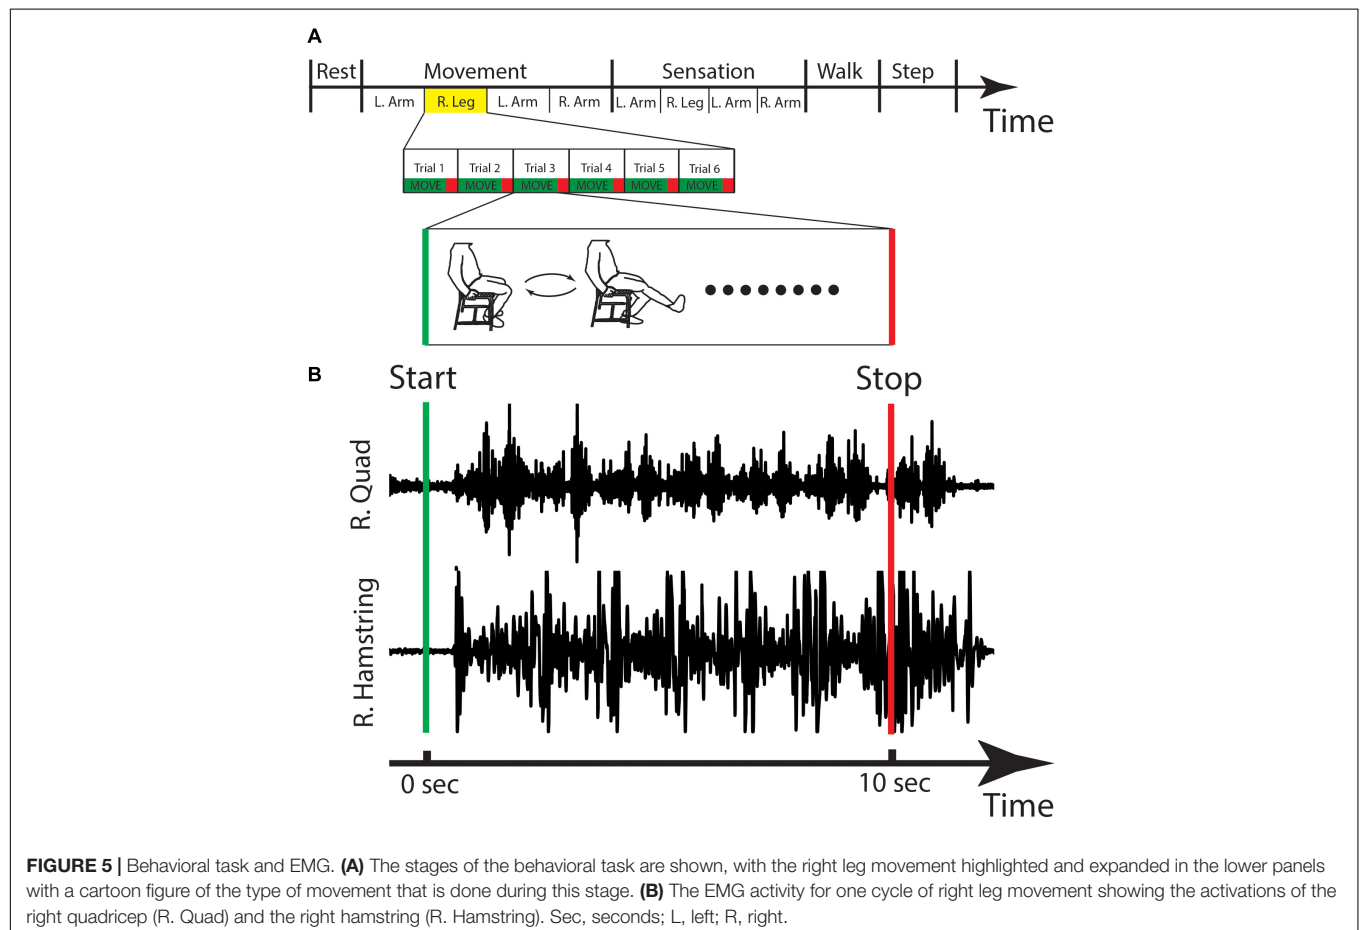 A
Rest Movement Sensation Walk Step
L. Arm R. Leg L. Arm R. Arm L. Arm R. Leg L. Arm R. Arm
Time
Trial 1 Trial 2 Trial 3 Trial 4 Trial 5 Trial 6
MOVE MOVE MOVE MOVE MOVE MOVE
B
Start Stop
R. Quad
R. Hamstring
0 sec 10 sec
Time
FIGURE 5 | Behavioral task and EMG. (A) The stages of the behavioral task are shown, with the right leg movement highlighted and expanded in the lower panels
with a cartoon figure of the type of movement that is done during this stage. (B) The EMG activity for one cycle of right leg movement showing the activations of the
right quadricep (R. Quad) and the right hamstring (R. Hamstring). Sec, seconds; L, left; R, right.